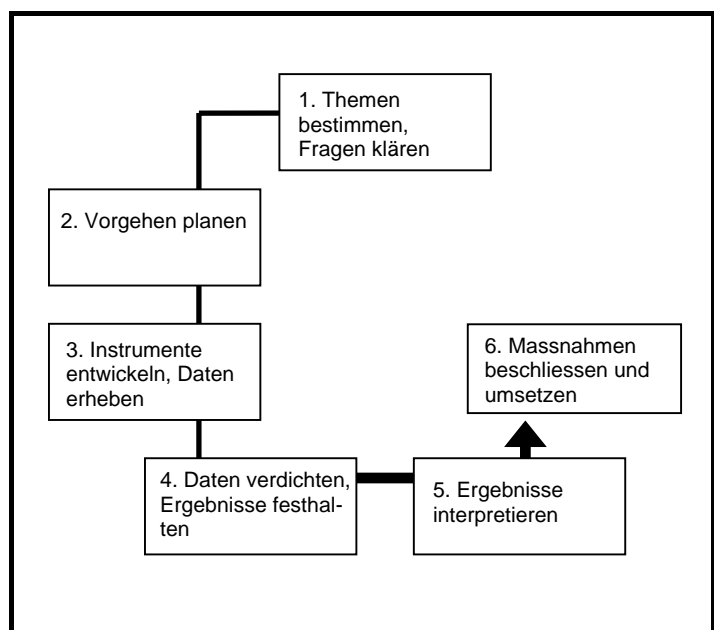 1. Themen
bestimmen,
Fragen klären
2. Vorgehen planen
3. Instrumente
entwickeln, Daten
erheben
4. Daten verdichten,
Ergebnisse festhal-
ten
5. Ergebnisse
interpretieren
6. Massnahmen
beschliessen und
umsetzen